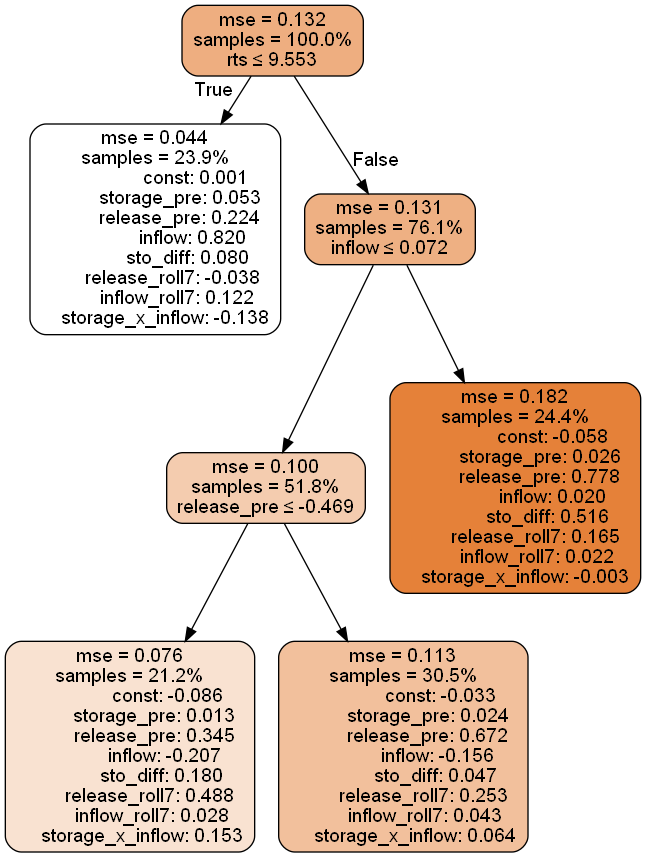 mse = 0.132
samples = 100.0%
rts ≤ 9.553
True
False
mse = 0.044
samples = 23.9%
const: 0.001
storage_pre: 0.053
release_pre: 0.224
inflow: 0.820
sto_diff: 0.080
release_roll7: -0.038
inflow_roll7: 0.122
storage_x_inflow: -0.138
mse = 0.131
samples = 76.1%
inflow ≤ 0.072
mse = 0.100
samples = 51.8%
release_pre ≤ -0.469
mse = 0.182
samples = 24.4%
const: -0.058
storage_pre: 0.026
release_pre: 0.778
inflow: 0.020
sto_diff: 0.516
release_roll7: 0.165
inflow_roll7: 0.022
storage_x_inflow: -0.003
mse = 0.076
samples = 21.2%
const: -0.086
storage_pre: 0.013
release_pre: 0.345
inflow: -0.207
sto_diff: 0.180
release_roll7: 0.488
inflow_roll7: 0.028
storage_x_inflow: 0.153
mse = 0.113
samples = 30.5%
const: -0.033
storage_pre: 0.024
release_pre: 0.672
inflow: -0.156
sto_diff: 0.047
release_roll7: 0.253
inflow_roll7: 0.043
storage_x_inflow: 0.064